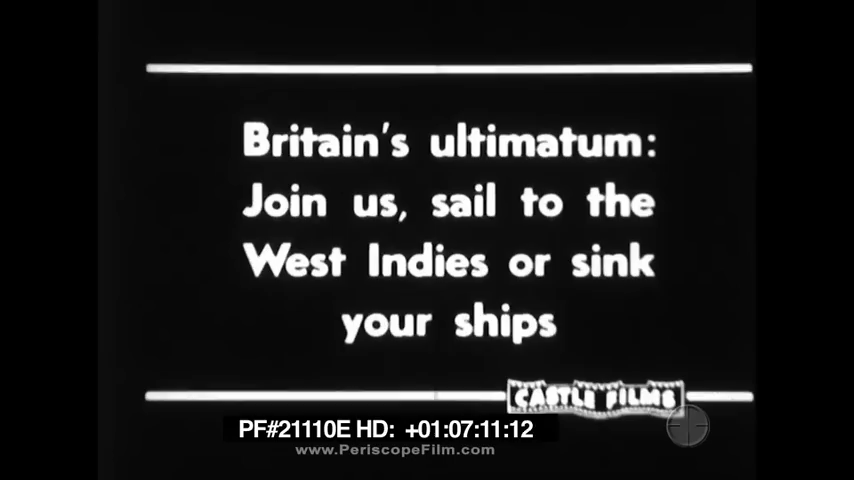 Britain's ultimatum:
Join us, sail to the
West Indies or sink
your ships
CASTLE FILMS
PF#21110E HD: +01:07:11:12
www.PeriscopeFilm.com